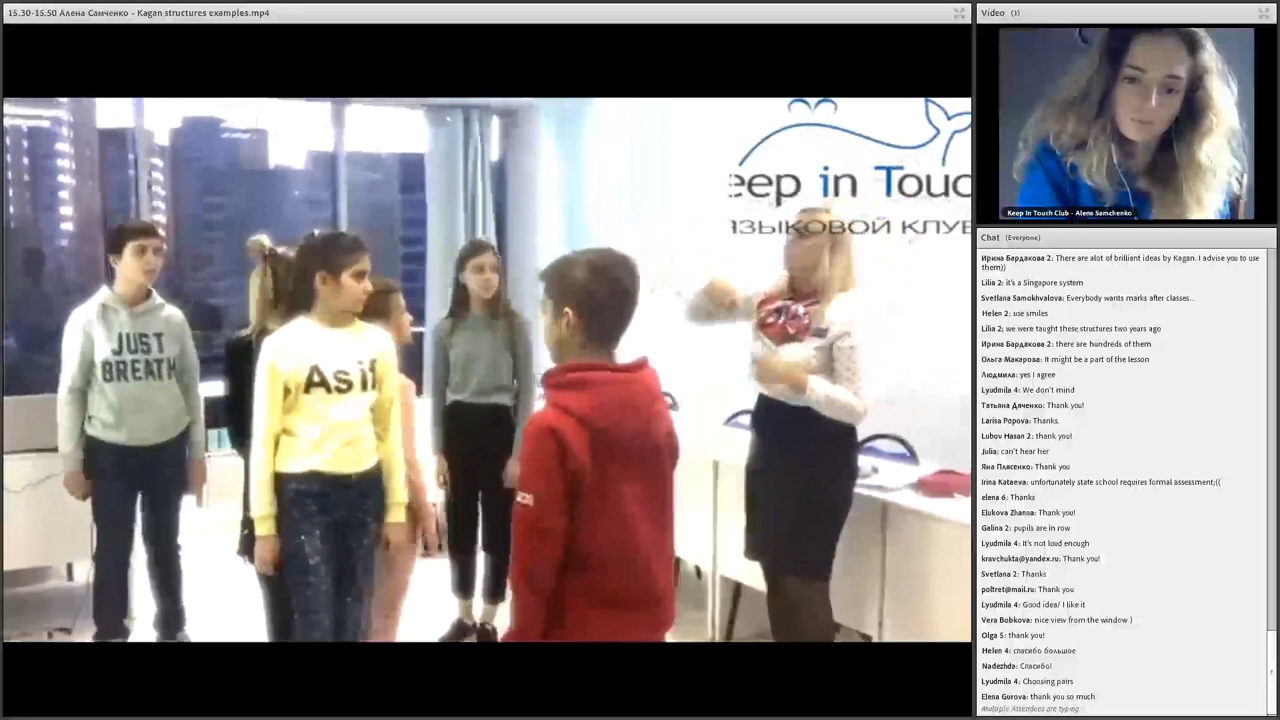 15.30-15.50 Алена Самченко - Kagan structures examples.mp4
eep in Touc
ЯЗЫКОВОЙ КЛУБ
JUST
BREATH
As if
Video (1)
Keep In Touch Club - Alena Samchenko
Chat (Everyone)
Ирина Бардакова 2: There are alot of brilliant ideas by Kagan. I advise you to use
them))
Lilia 2: it's a Singapore system
Svetlana Samokhvalova: Everybody wants marks after classes...
Helen 2: use smiles
Lilia 2: we were taught these structures two years ago
Ирина Бардакова 2: there are hundreds of them
Ольга Макарова: It might be a part of the lesson
Людмила: yes I agree
Lyudmila 4: We don't mind
Татьяна Дяченко: Thank you!
Larisa Popova: Thanks.
Lubov Hasan 2: thank you!
Julia: can't hear her
Яна Плясенко: Thank you
Irina Kataeva: unfortunately state school requires formal assessment;((
elena 6: Thanks
Elukova Zhanna: Thank you!
Galina 2: pupils are in row
Lyudmila 4: It's not loud enough
kravchukta@yandex.ru: Thank you!
Svetlana 2: Thanks
poltret@mail.ru: Thank you
Lyudmila 4: Good idea! I like it
Vera Bobkova: nice view from the window )
Olga S: thank you!
Helen 4: спасибо большое
Nadezhda: Спасибо!
Lyudmila 4: Choosing pairs
Elena Gurova: thank you so much
Multiple Attendees are typing.